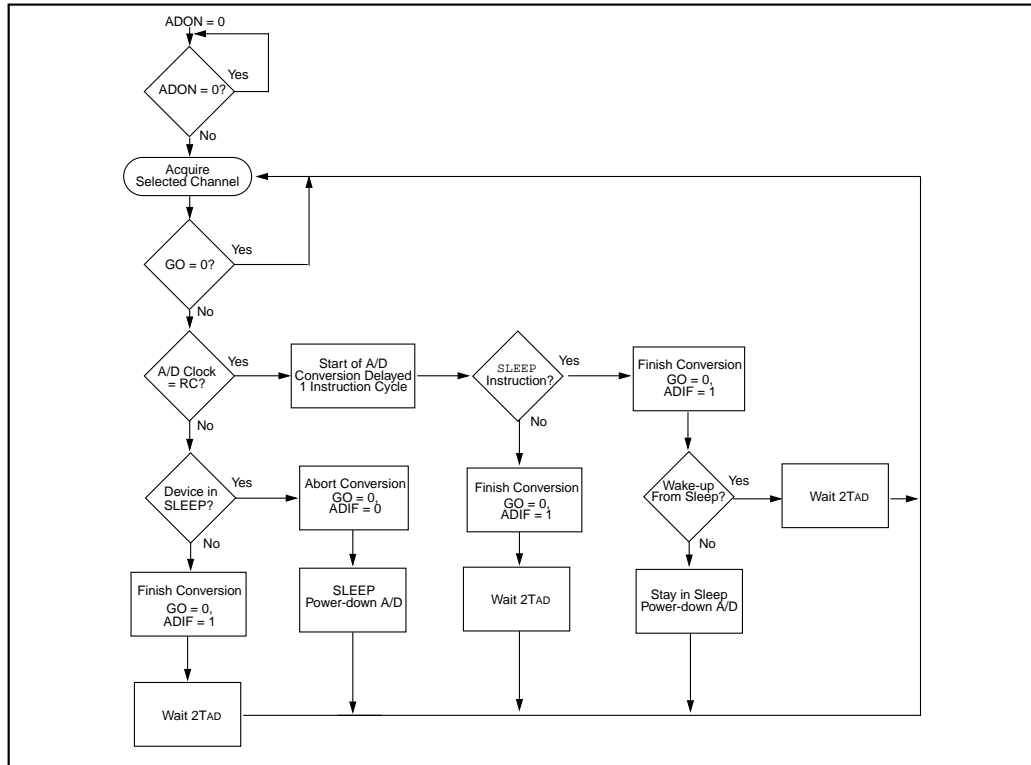 ADON = 0
ADON = 0?
Yes
No
Acquire
Selected Channel
GO = 0?
Yes
No
A/D Clock
= RC?
Yes
No
Start of A/D
Conversion Delayed
1 Instruction Cycle
SLEEP
Instruction?
Yes
No
Finish Conversion
GO = 0,
ADIF = 1
Device in
SLEEP?
Yes
No
Abort Conversion
GO = 0,
ADIF = 0
Finish Conversion
GO = 0,
ADIF = 1
Wake-up
From Sleep?
Yes
No
Wait 2TAD
Finish Conversion
GO = 0,
ADIF = 1
SLEEP
Power-down A/D
Wait 2TAD
Stay in Sleep
Power-down A/D
Wait 2TAD